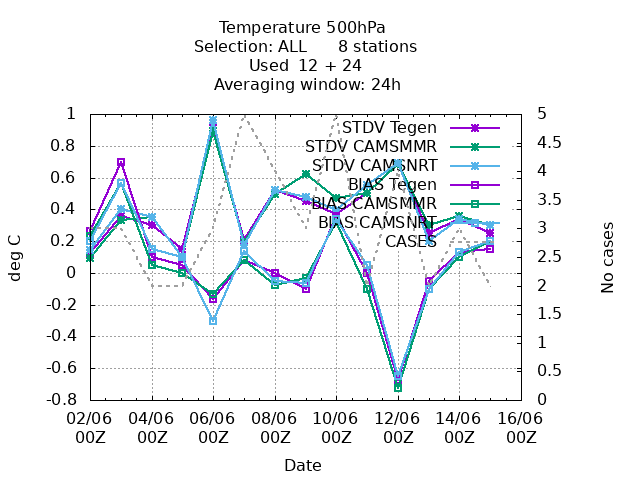 Temperature 500hPa
Selection: ALL      8 stations
Used  12 + 24
Averaging window: 24h
deg C
1
0.8
0.6
0.4
0.2
0
-0.2
-0.4
-0.6
-0.8
STDV Tegen
STDV CAMSMMR
STDV CAMSNRT
BIAS Tegen
BIAS CAMSMMR
BIAS CAMSNRT
CASES
5
4.5
4
3.5
3
2.5
2
1.5
1
0.5
0
No cases
02/06 04/06 06/06 08/06 10/06 12/06 14/06 16/06
00Z 00Z 00Z 00Z 00Z 00Z 00Z 00Z
Date